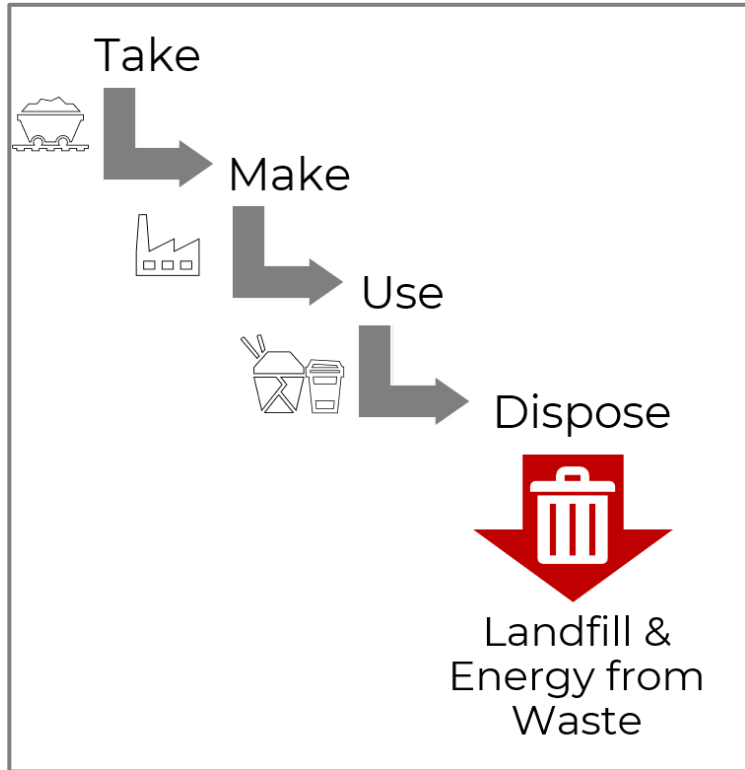 Take
Make
Use
Dispose
Landfill &
Energy from
Waste